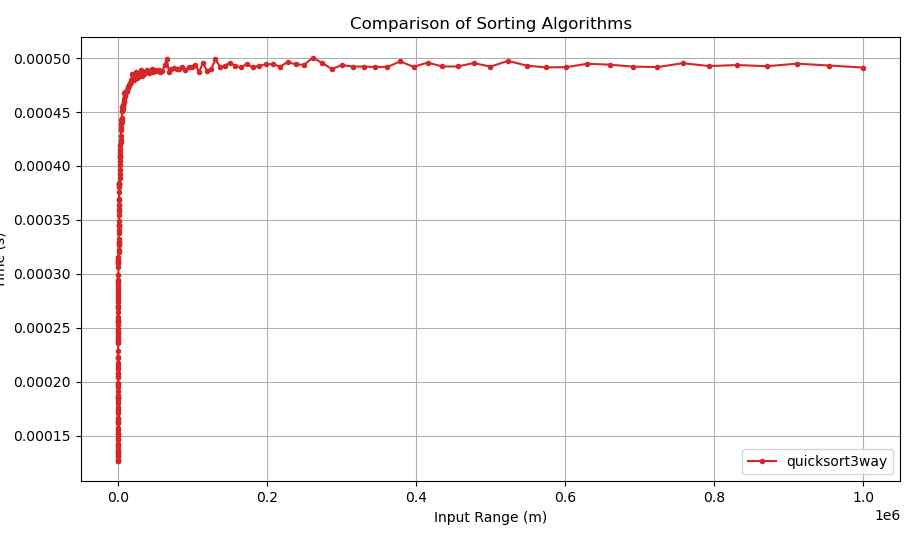 Comparison of Sorting Algorithms
0.00050
0.00045
0.00040
0.00035
0.00030
0.00025
0.00020
0.00015
Time (s)
quicksort3way
0.0
0.2
0.4
0.6
0.8
1.0
1e6
Input Range (m)